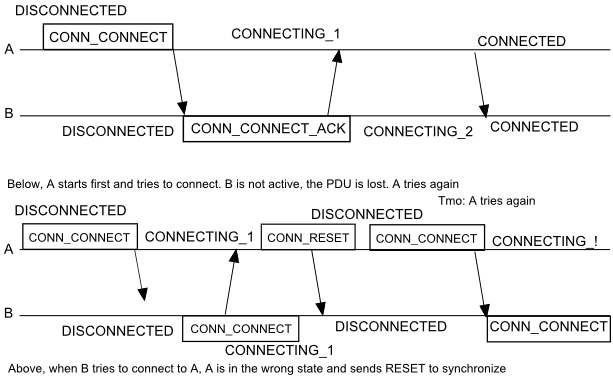 DISCONNECTED
CONN_CONNECT
CONNECTING_1
CONNECTED
A
B
DISCONNECTED
CONN_CONNECT_ACK
CONNECTING_2
CONNECTED
Below, A starts first and tries to connect. B is not active, the PDU is lost. A tries again
Tmo: A tries again
DISCONNECTED
DISCONNECTED
CONN_CONNECT
CONNECTING_1
CONN_RESET
CONN_CONNECT
CONNECTING_!
A
B
DISCONNECTED
CONN_CONNECT
DISCONNECTED
CONN_CONNECT
CONNECTING_1
Above, when B tries to connect to A, A is in the wrong state and sends RESET to synchronize